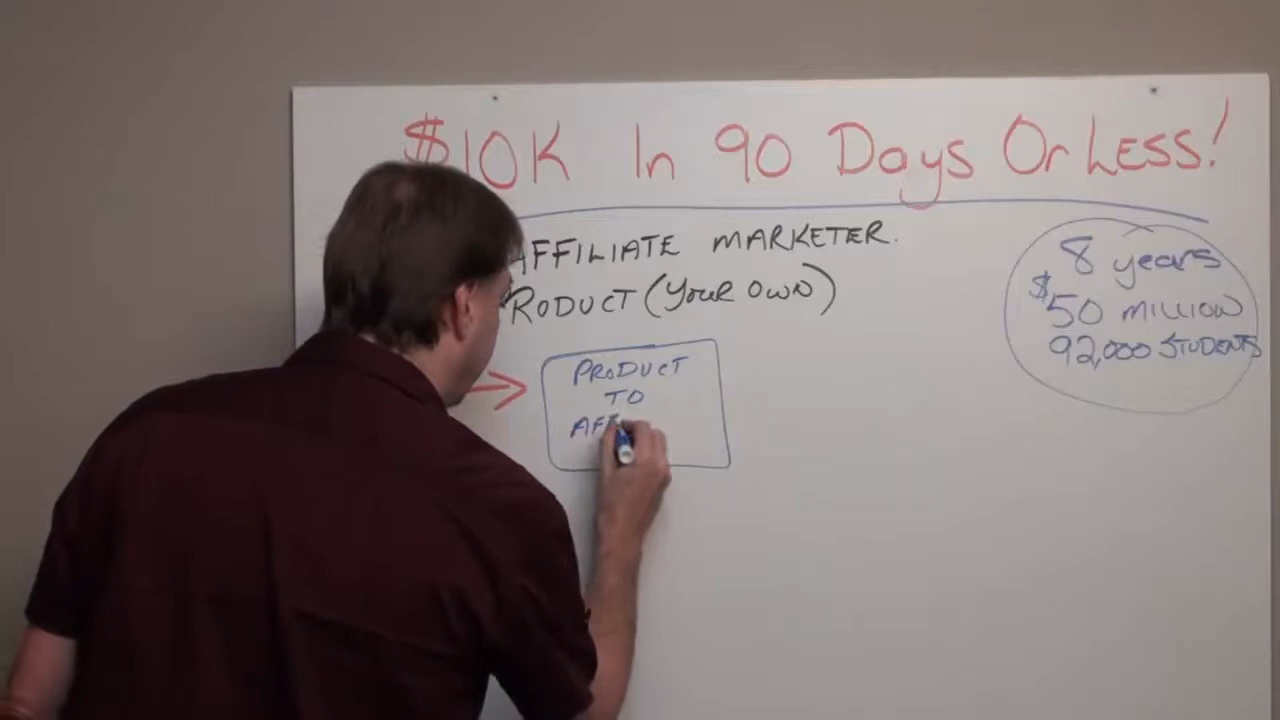 $10K In 90 Days Or Less!
AFFILIATE MARKETER.
PRODUCT (YOUR OWN)
PRODUCT
TO
AFF
8 years
$50 MILLION
92,000 STUDENTS